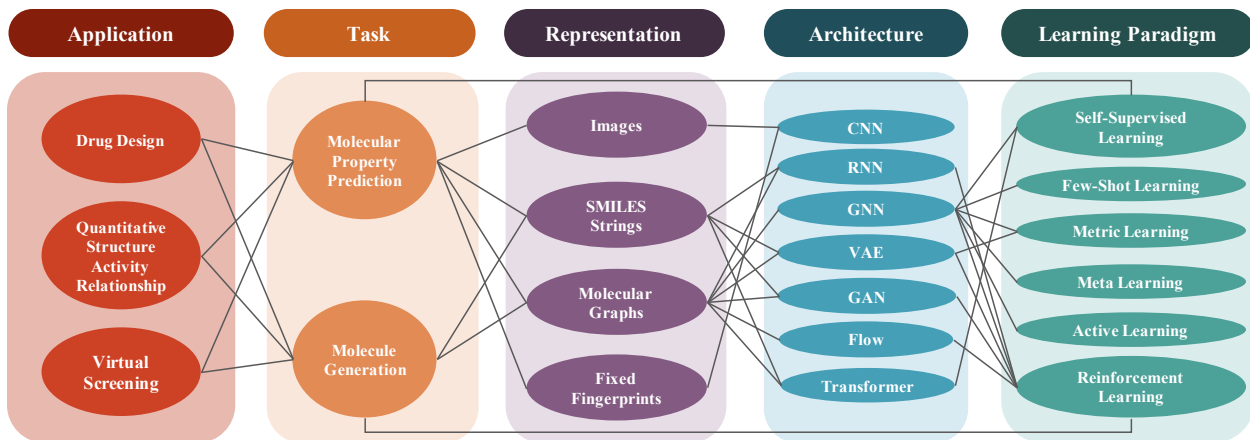 Application
Task
Representation
Architecture
Learning Paradigm
Drug Design
Quantitative
Structure
Activity
Relationship
Virtual
Screening
Molecular
Property
Prediction
Molecule
Generation
Images
SMILES
Strings
Molecular
Graphs
Fixed
Fingerprints
CNN
RNN
GNN
VAE
GAN
Flow
Transformer
Self-Supervised
Learning
Few-Shot Learning
Metric Learning
Meta Learning
Active Learning
Reinforcement
Learning